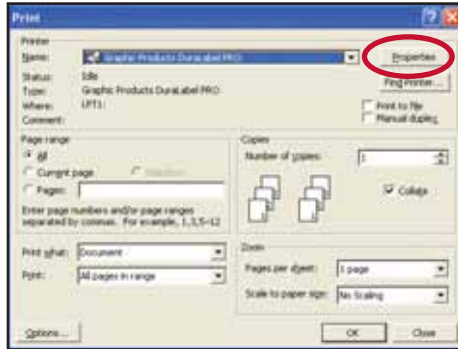 Print
Printer
Name: Graphic Products DuraLabel PRO
Properties
Status: Idle
Find Printer...
Type: Graphic Products DuraLabel PRO
Where: LPT1:
Print to file
Comment:
Manual duplex
Page range
All
Current page
Selection
Pages:
Enter page numbers and/or page ranges
separated by commas. For example, 1,3,5–12
Copies
Number of copies: 1
Collate
Print what: Document
Print: All pages in range
Zoom
Pages per sheet: 1 page
Scale to paper size: No Scaling
Options...
OK
Close